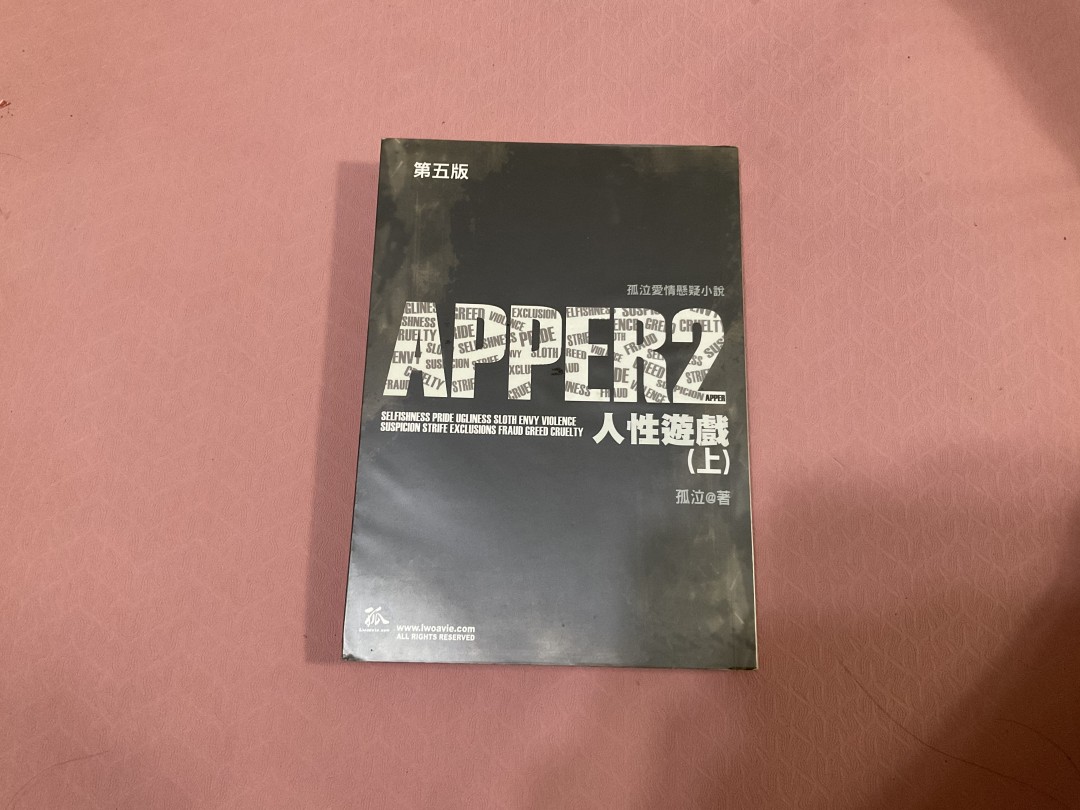 第五版
孤泣愛情懸疑小說
APPER2
APPER
SELFISHNESS PRIDE UGLINESS SLOTH ENVY VIOLENCE
SUSPICION STRIFE EXCLUSIONS FRAUD GREED CRUELTY
人性遊戲
(上)
孤泣@著
孤
www.lwoavie.com
ALL RIGHTS RESERVED